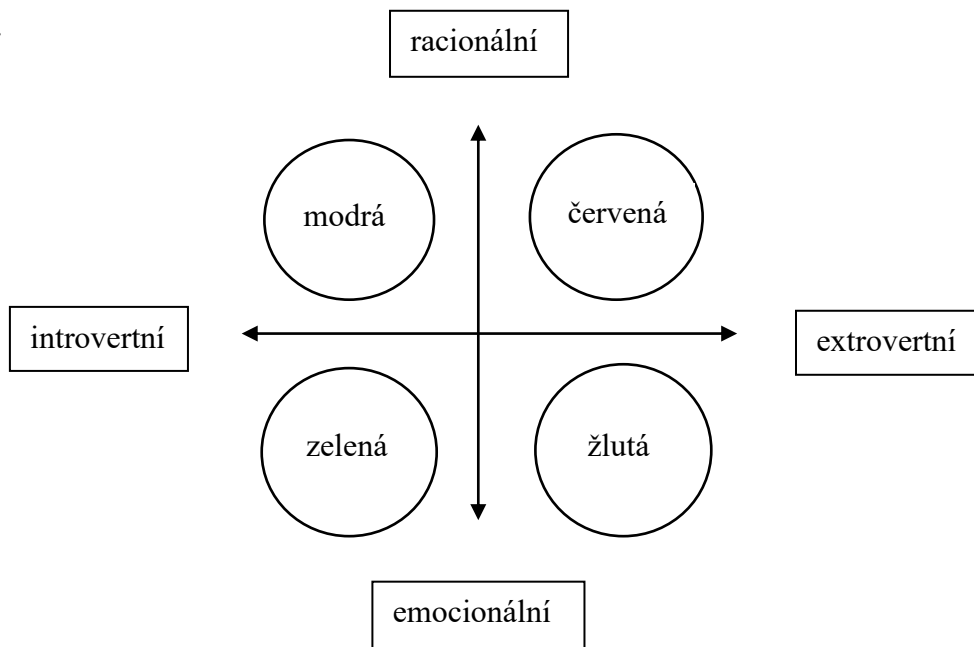 racionální
modrá
červená
introvertní
extrovertní
zelená
žlutá
emocionální